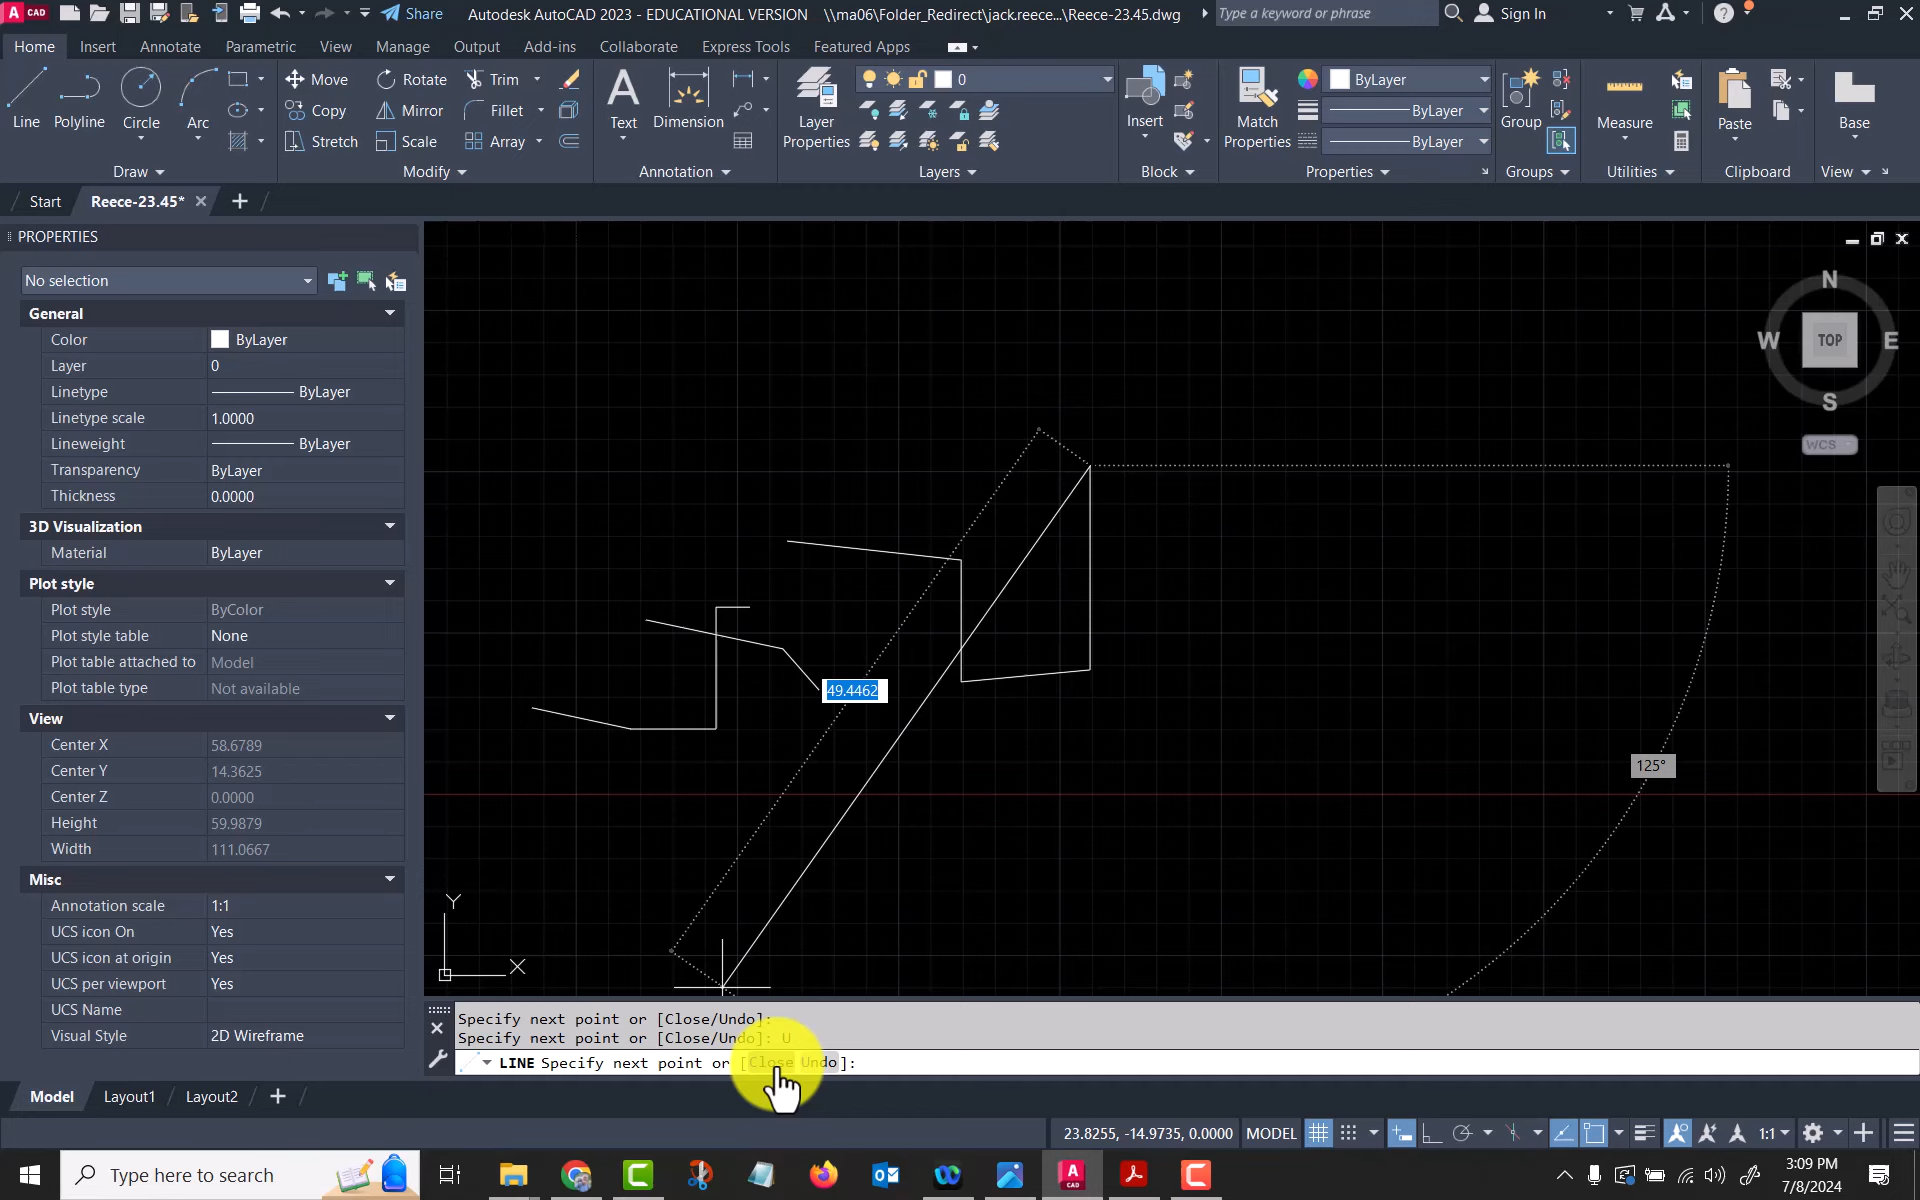 CAD
Share
Autodesk AutoCAD 2023 - EDUCATIONAL VERSION \\ma06\Folder_Redirect\jack.reece...\Reece-23.45.dwg
Type a keyword or phrase
Sign In
Home Insert Annotate Parametric View Manage Output Add-ins Collaborate Express Tools Featured Apps
Line Polyline Circle Arc
Move Rotate Trim
Copy Mirror Fillet
Stretch Scale Array
Text Dimension
Layer Properties
0
Insert
Match Properties
ByLayer
ByLayer
ByLayer
Group
Measure
Paste
Base
Draw Modify Annotation Layers Block Properties Groups Utilities Clipboard View
Start Reece-23.45*
PROPERTIES
No selection
General
Color ByLayer
Layer 0
Linetype ByLayer
Linetype scale 1.0000
Lineweight ByLayer
Transparency ByLayer
Thickness 0.0000
3D Visualization
Material ByLayer
Plot style
Plot style ByColor
Plot style table None
Plot table attached to Model
Plot table type Not available
View
Center X 58.6789
Center Y 14.3625
Center Z 0.0000
Height 59.9879
Width 111.0667
Misc
Annotation scale 1:1
UCS icon On Yes
UCS icon at origin Yes
UCS per viewport Yes
UCS Name
Visual Style 2D Wireframe
N
W TOP E
S
WCS
49.4462
125°
Y
X
Specify next point or [Close/Undo]:
Specify next point or [Close/Undo]: U
LINE Specify next point or [Close Undo]:
Model Layout1 Layout2
23.8255, -14.9735, 0.0000 MODEL 1:1
Type here to search
3:09 PM
7/8/2024